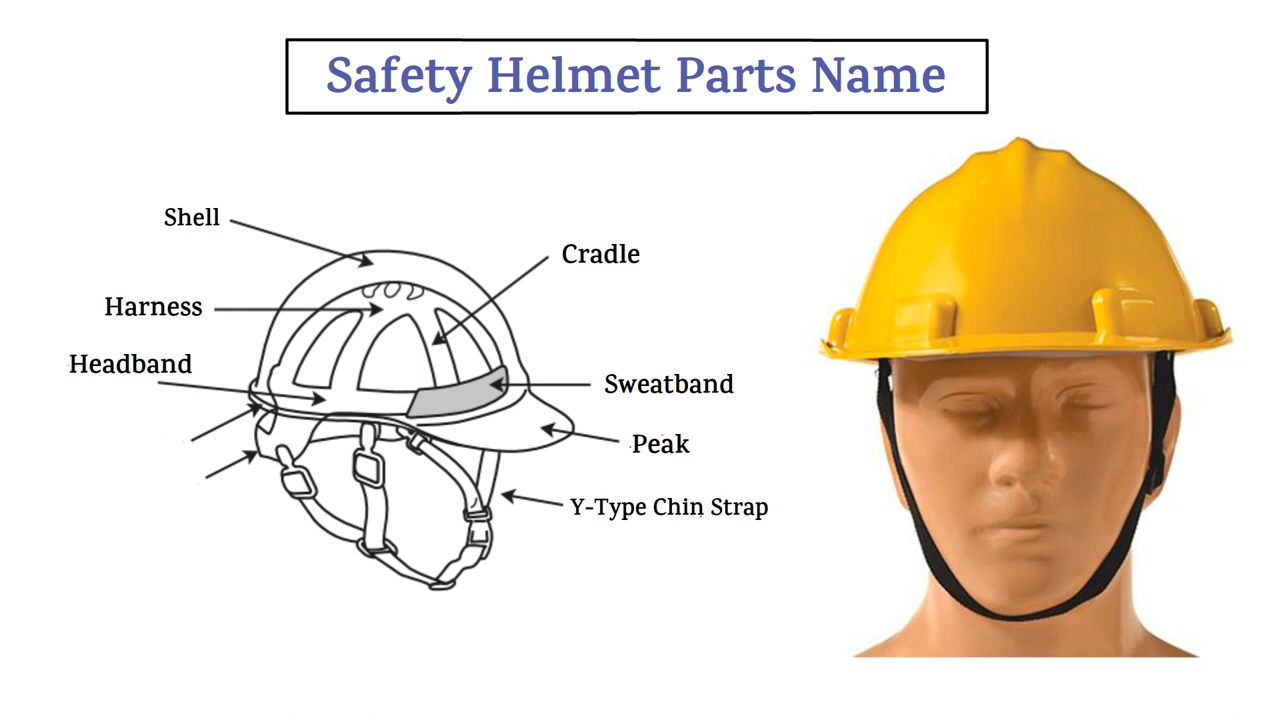 Safety Helmet Parts Name
Shell
Cradle
Harness
Headband
Sweatband
Peak
Y-Type Chin Strap